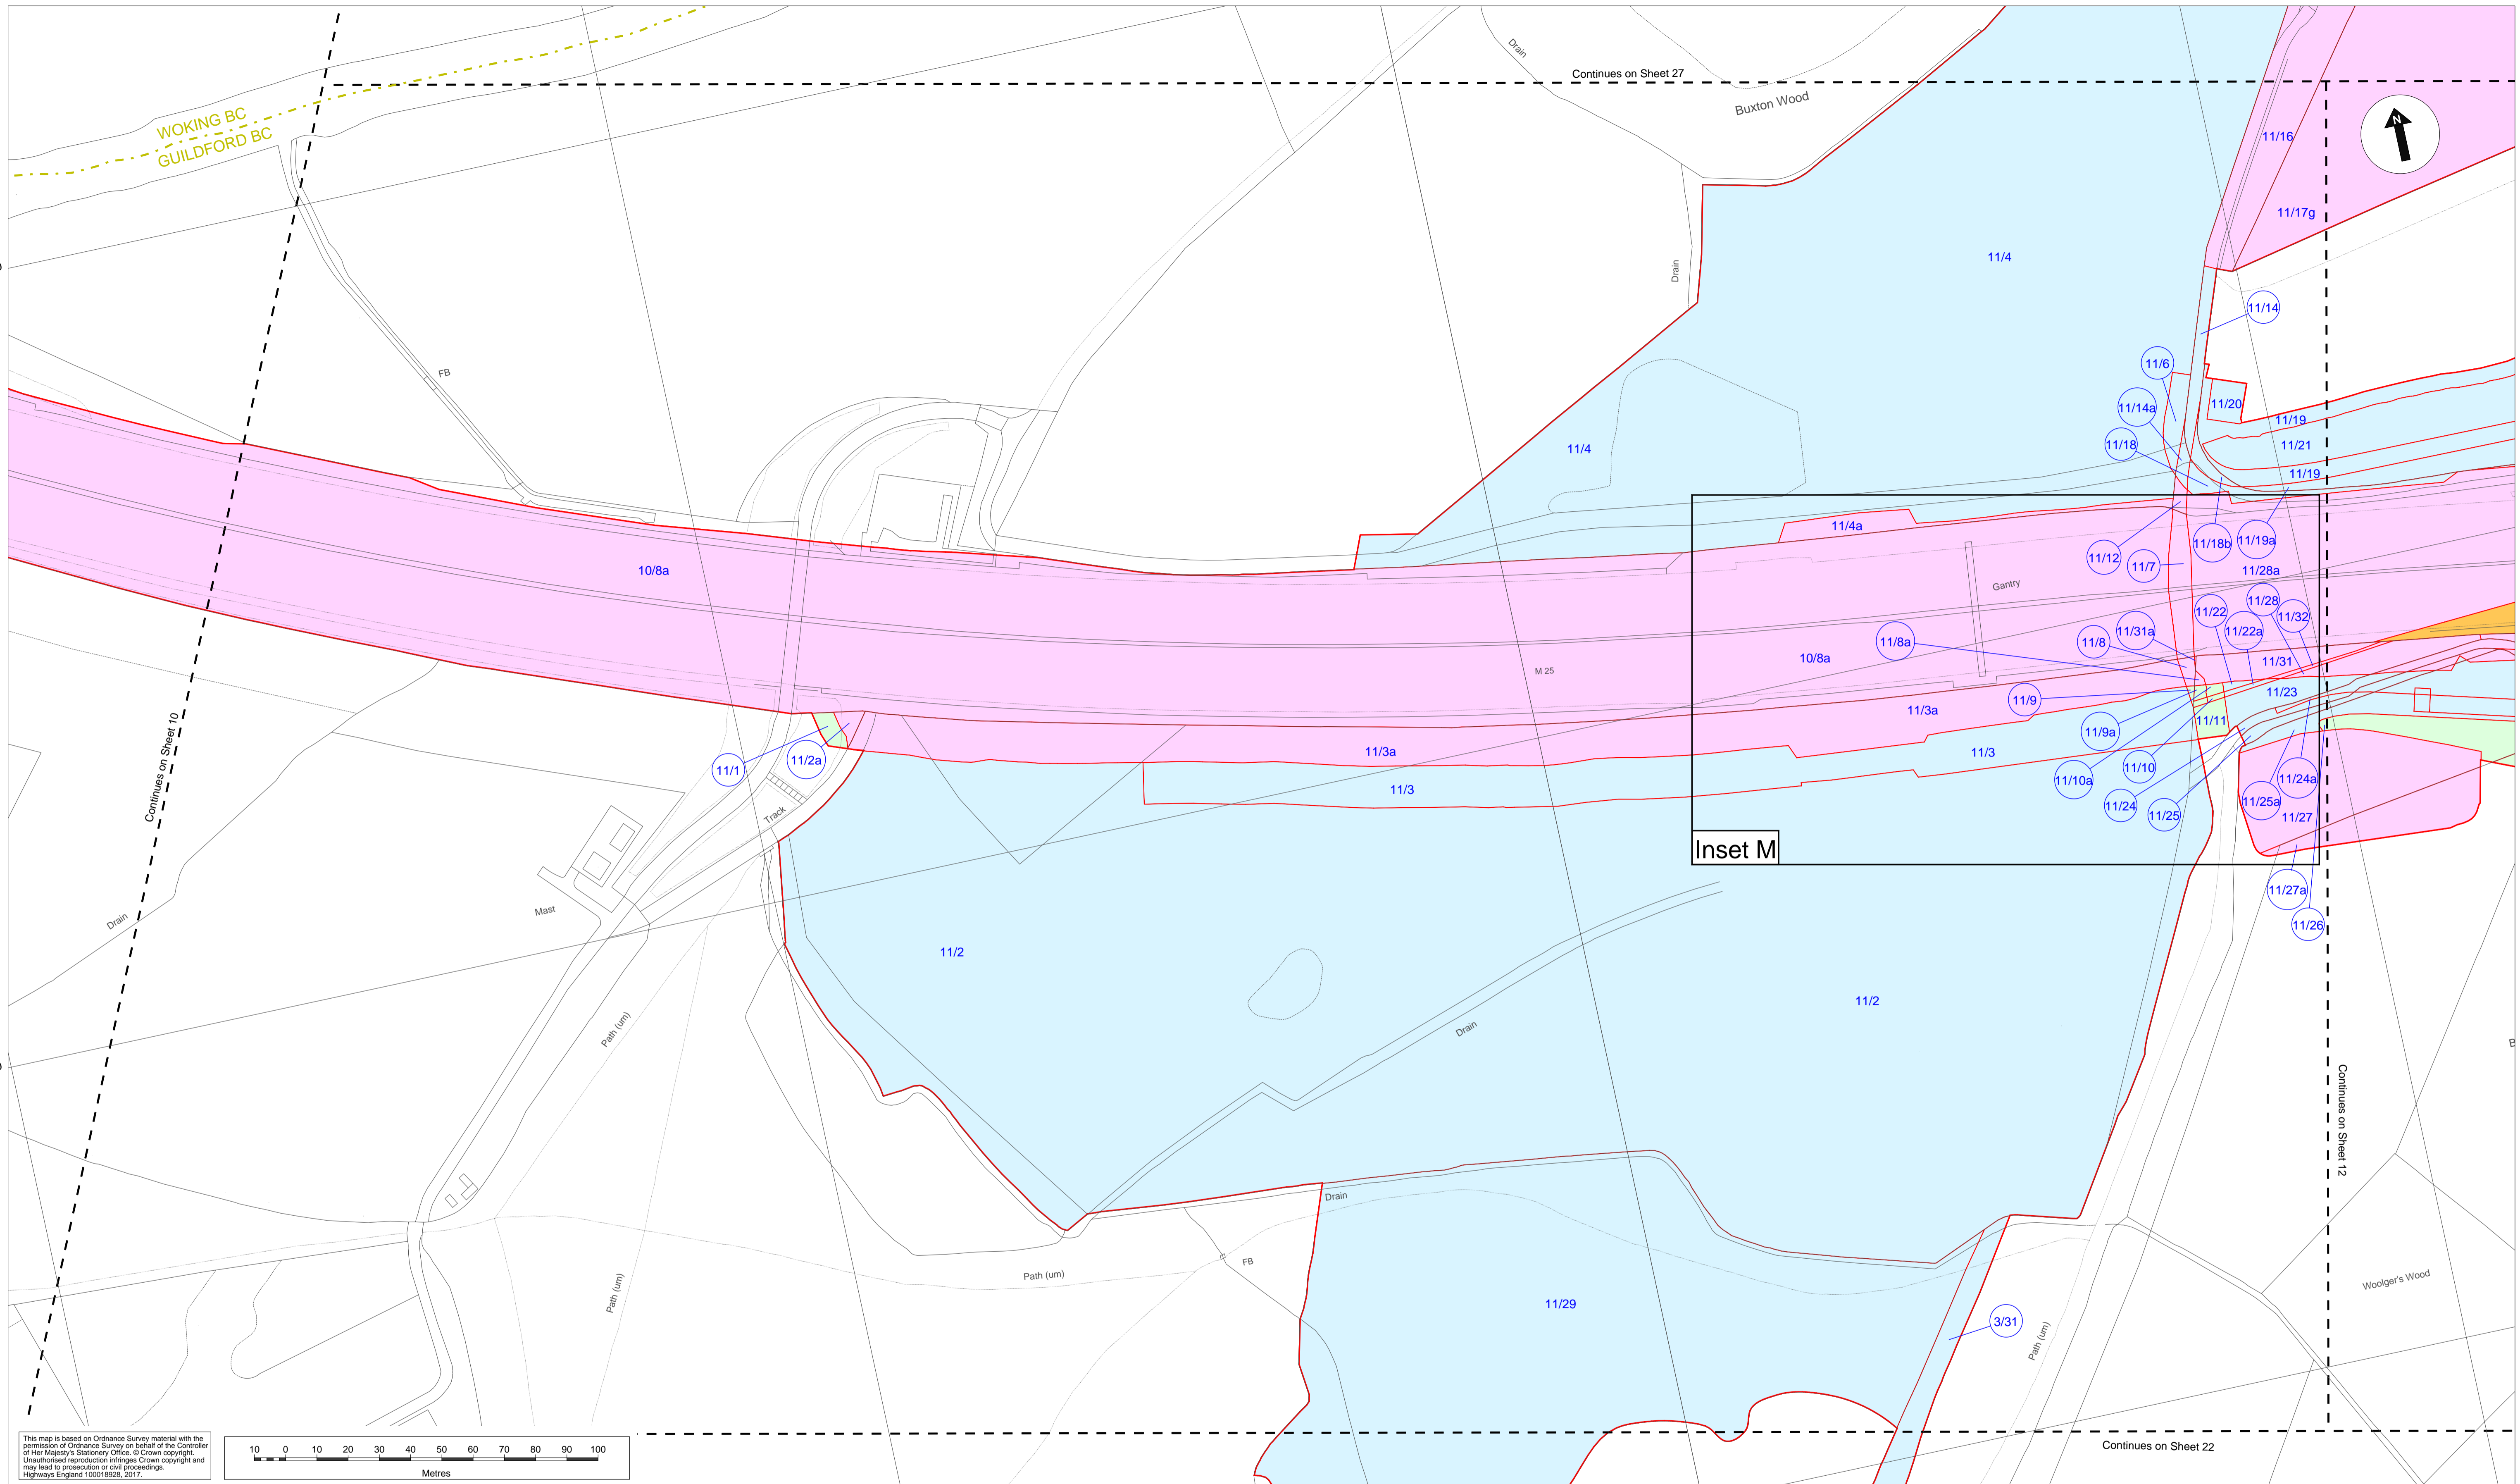 Continues on Sheet 27
Drain
Buxton Wood
WOKING BC
GUILDFORD BC
N
11/16
11/17g
11/4
Drain
11/14
FB
11/6
11/20
11/14a
11/19
11/18
11/21
11/4
11/19
11/4a
11/12
11/18b
11/19a
11/7
10/8a
11/28a
Gantry
11/28
11/22
11/32
11/8a
11/8
11/31a
11/22a
10/8a
11/31
M 25
11/9
11/23
11/3a
11/11
11/9a
11/3a
11/3
11/1
11/2a
11/10
11/10a
11/24a
11/3
11/25a
11/24
11/25
11/27
Track
Continues on Sheet 10
Inset M
11/27a
Mast
Drain
11/26
11/2
11/2
Path (um)
Drain
B
Continues on Sheet 12
Drain
FB
Path (um)
Path (um)
Woolger's Wood
11/29
3/31
Path (um)
Continues on Sheet 22
This map is based on Ordnance Survey material with the
permission of Ordnance Survey on behalf of the Controller
of Her Majesty's Stationery Office. © Crown copyright.
Unauthorised reproduction infringes Crown copyright and
may lead to prosecution or civil proceedings.
Highways England 100018928, 2017.
10 0 10 20 30 40 50 60 70 80 90 100
Metres